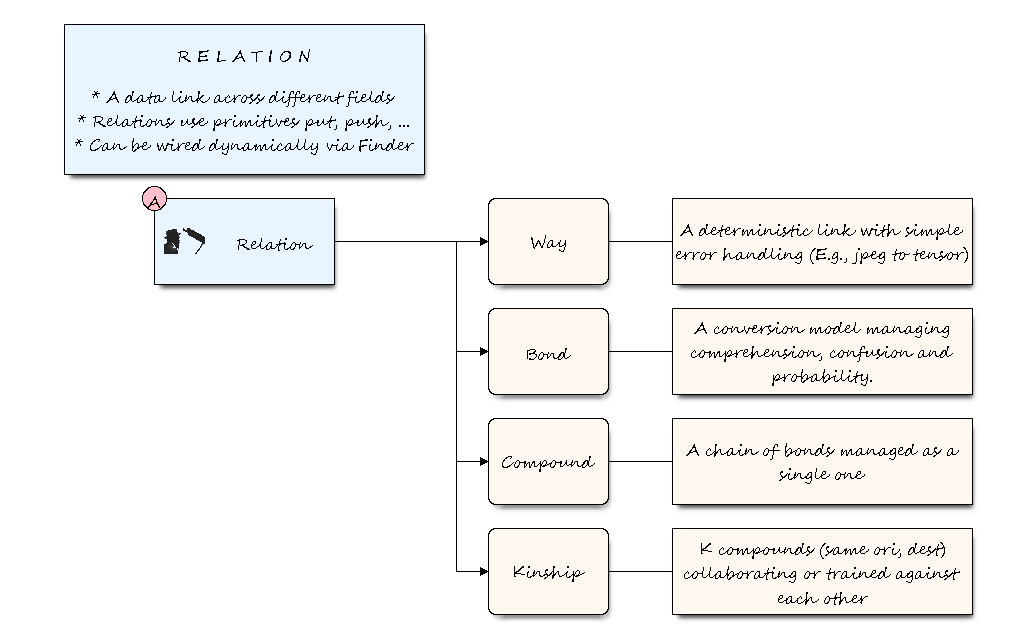 RELATION
* A data link across different fields
* Relations use primitives put, push, ...
* Can be wired dynamically via Finder
A
Relation
Way
A deterministic link with simple
error handling (E.g., jpeg to tensor)
Bond
A conversion model managing
comprehension, confusion and
probability.
Compound
A chain of bonds managed as a
single one
Kinship
K compounds (same ori, dest)
collaborating or trained against
each other